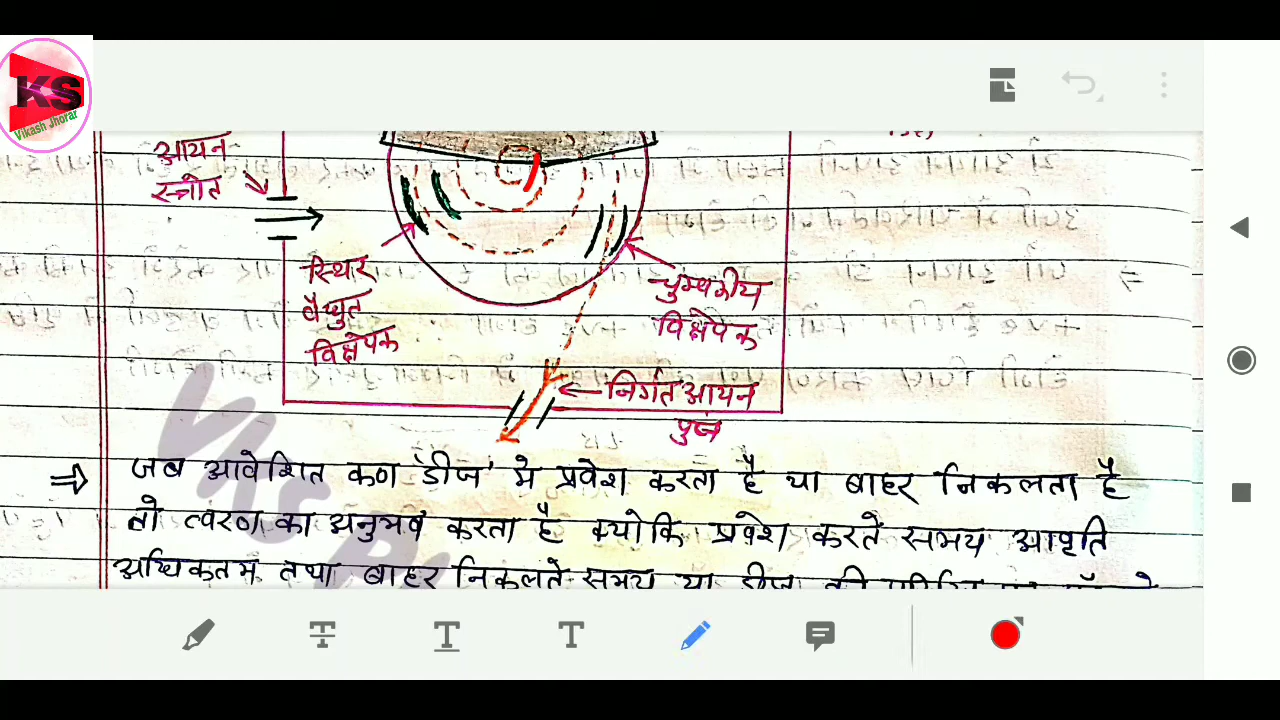 KS
Vikash Jhorar
आयन
स्त्रोत
स्थिर
वैधुत
विक्षेपक
चुम्बकीय
विक्षेपक
निर्गत आयन
पुंज
⇒ जब आवेशित कण 'डीज' मे प्रवेश करता है या बाहर निकलता है
तो त्वरण का अनुभव करता है क्योकि प्रवेश करते समय आवृति
अधिकतम तथा बाहर निकलते समय या डीज की